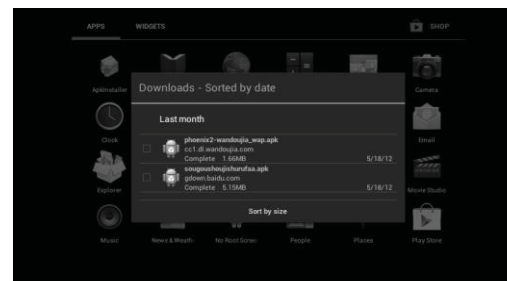 APPS WIDGETS SHOP
ApkInstaller Camera
Downloads - Sorted by date
Last month
Clock Email
phoenix2-wandoujia_wap.apk
cc1.dl.wandoujia.com
Complete 1.66MB 5/18/12
sougoushoujishurufaa.apk
gdown.baidu.com
Complete 5.15MB 5/18/12
Explorer Movie Studio
Sort by size
Music News & Weath No Root Screen People Places Play Store